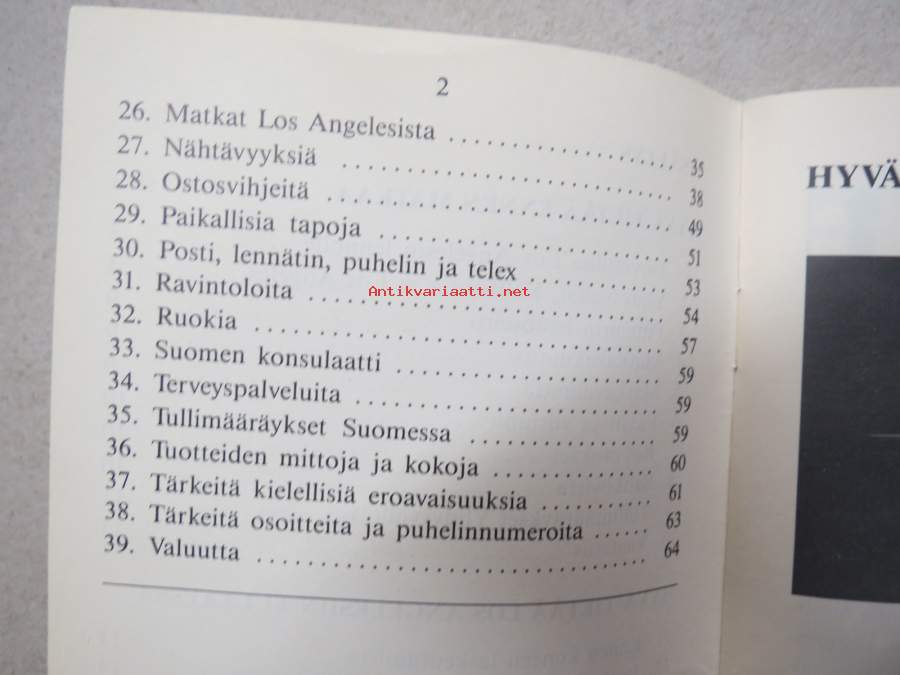 2
26. Matkat Los Angelesista .......................... 35
27. Nähtävyyksiä .......................... 38
28. Ostosvihjeitä .......................... 49
29. Paikallisia tapoja .......................... 51
30. Posti, lennätin, puhelin ja telex .............. 53
31. Ravintoloita .......................... 54
32. Ruokia .......................... 57
33. Suomen konsulaatti .......................... 59
34. Terveyspalveluita .......................... 59
35. Tullimääräykset Suomessa .................. 59
36. Tuotteiden mittoja ja kokoja ................ 60
37. Tärkeitä kielellisiä eroavaisuuksia ............ 61
38. Tärkeitä osoitteita ja puhelinnumeroita ...... 63
39. Valuutta .......................... 64
Antikvariaatti.net
HYVÄ